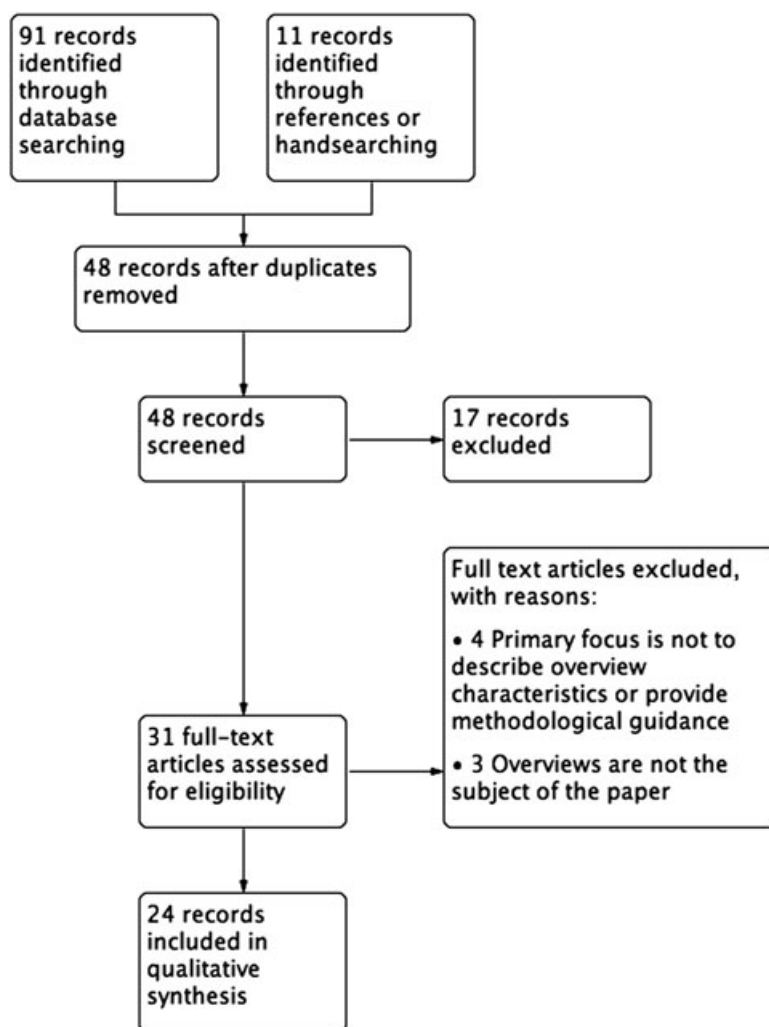 91 records
identified
through
database
searching
11 records
identified
through
references or
handsearching
48 records after duplicates
removed
48 records
screened
17 records
excluded
Full text articles excluded,
with reasons:
• 4 Primary focus is not to
describe overview
characteristics or provide
methodological guidance
• 3 Overviews are not the
subject of the paper
31 full-text
articles assessed
for eligibility
24 records
included in
qualitative
synthesis